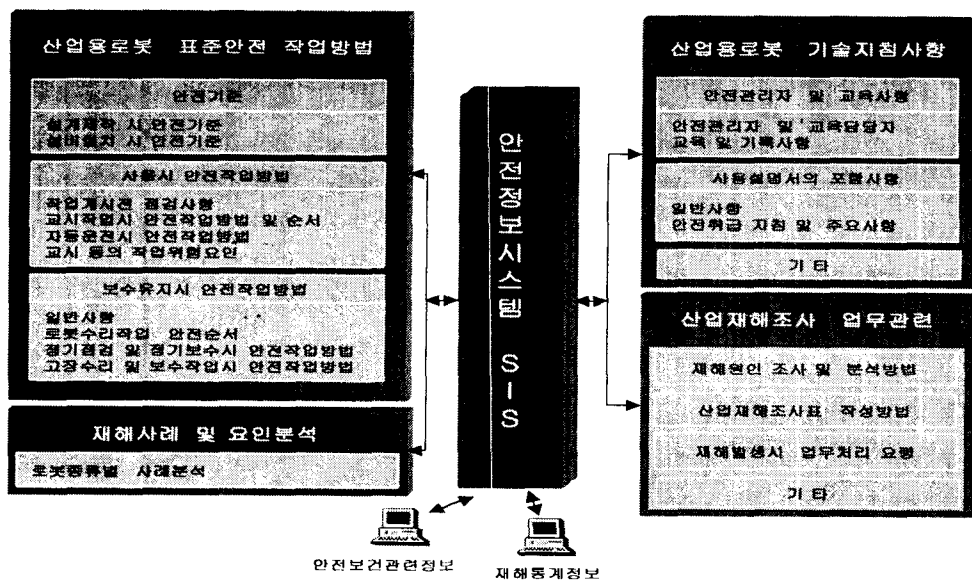 산업용로봇 표준안전 작업방법
안전기준
설계제작 시 안전기준
설비설치 시 안전기준
사용시 안전작업방법
작업개시전 점검사항
교시작업시 안전작업방법 및 순서
자동운전시 안전작업방법
교시 등의 작업위험요인
보수유지시 안전작업방법
일반사항
로봇수리작업 안전순서
정기점검 및 정기보수시 안전작업방법
고장수리 및 보수작업시 안전작업방법
재해사례 및 요인분석
로봇종류별 사례분석
안전정보시스템 SIS
안전보건관련정보
재해통계정보
산업용로봇 기술지침사항
안전관리자 및 교육사항
안전관리자 및 교육담당자
교육 및 기록사항
사용설명서의 포함사항
일반사항
안전취급 지침 및 주요사항
기 타
산업재해조사 업무관련
재해원인 조사 및 분석방법
산업재해조사표 작성방법
재해발생시 업무처리 요령
기 타